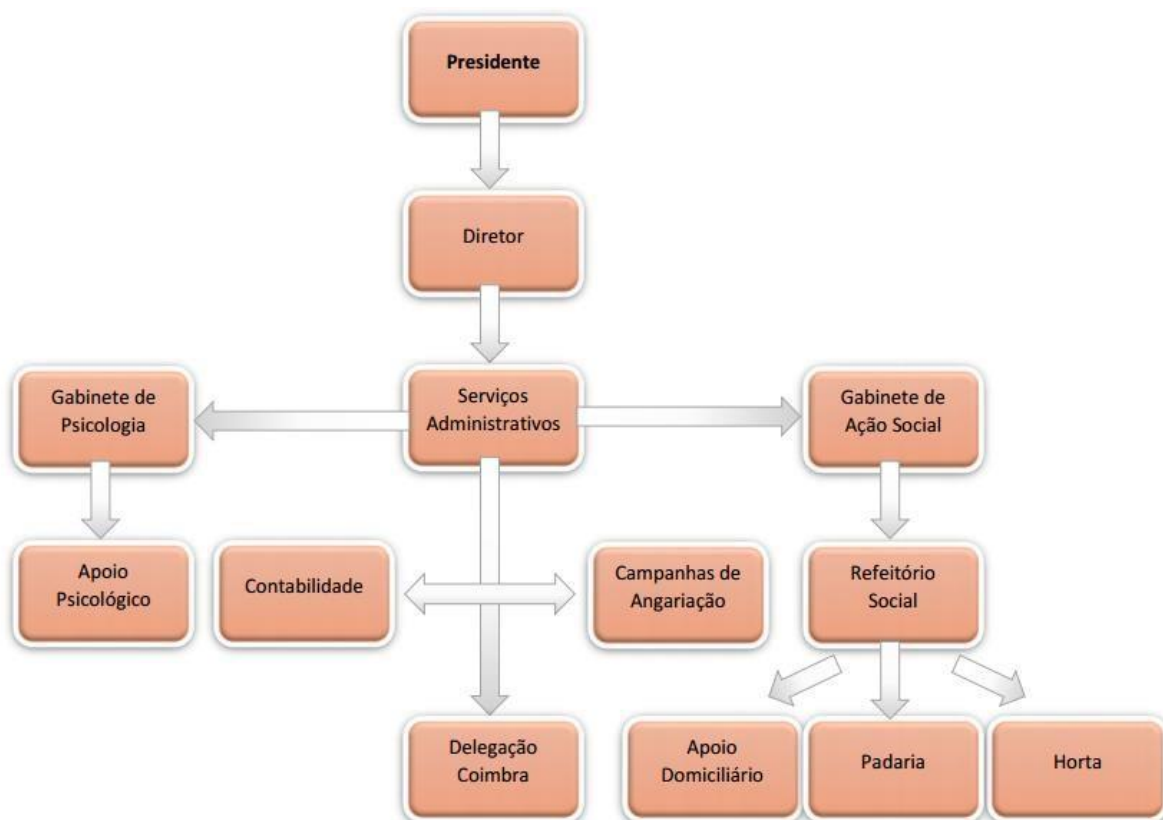 Presidente
Diretor
Gabinete de
Psicologia
Serviços
Administrativos
Gabinete de
Ação Social
Apoio
Psicológico
Contabilidade
Campanhas de
Angariação
Refeitório
Social
Delegação
Coimbra
Apoio
Domiciliário
Padaria
Horta